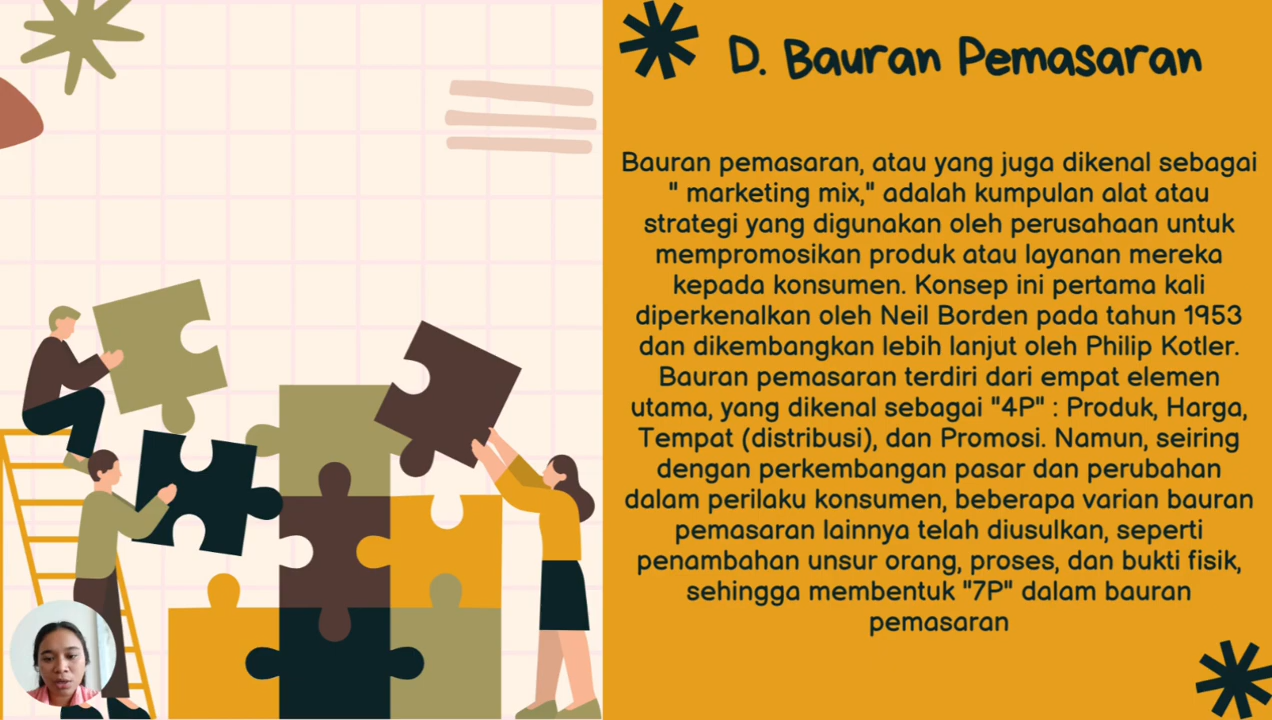 D. Bauran Pemasaran
Bauran pemasaran, atau yang juga dikenal sebagai
" marketing mix," adalah kumpulan alat atau
strategi yang digunakan oleh perusahaan untuk
mempromosikan produk atau layanan mereka
kepada konsumen. Konsep ini pertama kali
diperkenalkan oleh Neil Borden pada tahun 1953
dan dikembangkan lebih lanjut oleh Philip Kotler.
Bauran pemasaran terdiri dari empat elemen
utama, yang dikenal sebagai "4P" : Produk, Harga,
Tempat (distribusi), dan Promosi. Namun, seiring
dengan perkembangan pasar dan perubahan
dalam perilaku konsumen, beberapa varian bauran
pemasaran lainnya telah diusulkan, seperti
penambahan unsur orang, proses, dan bukti fisik,
sehingga membentuk "7P" dalam bauran
pemasaran